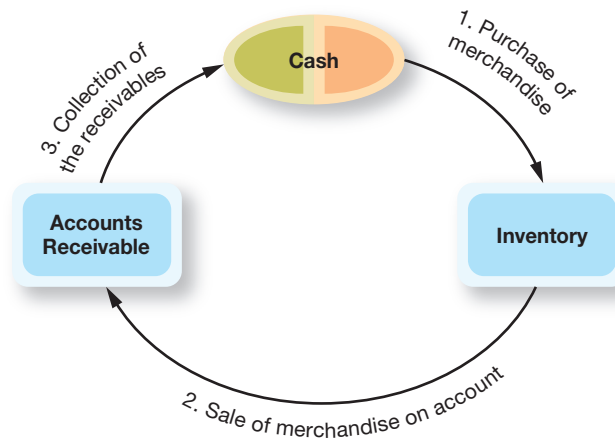 Cash
1. Purchase of
merchandise
Inventory
2. Sale of merchandise on account
Accounts
Receivable
3. Collection of
the receivables